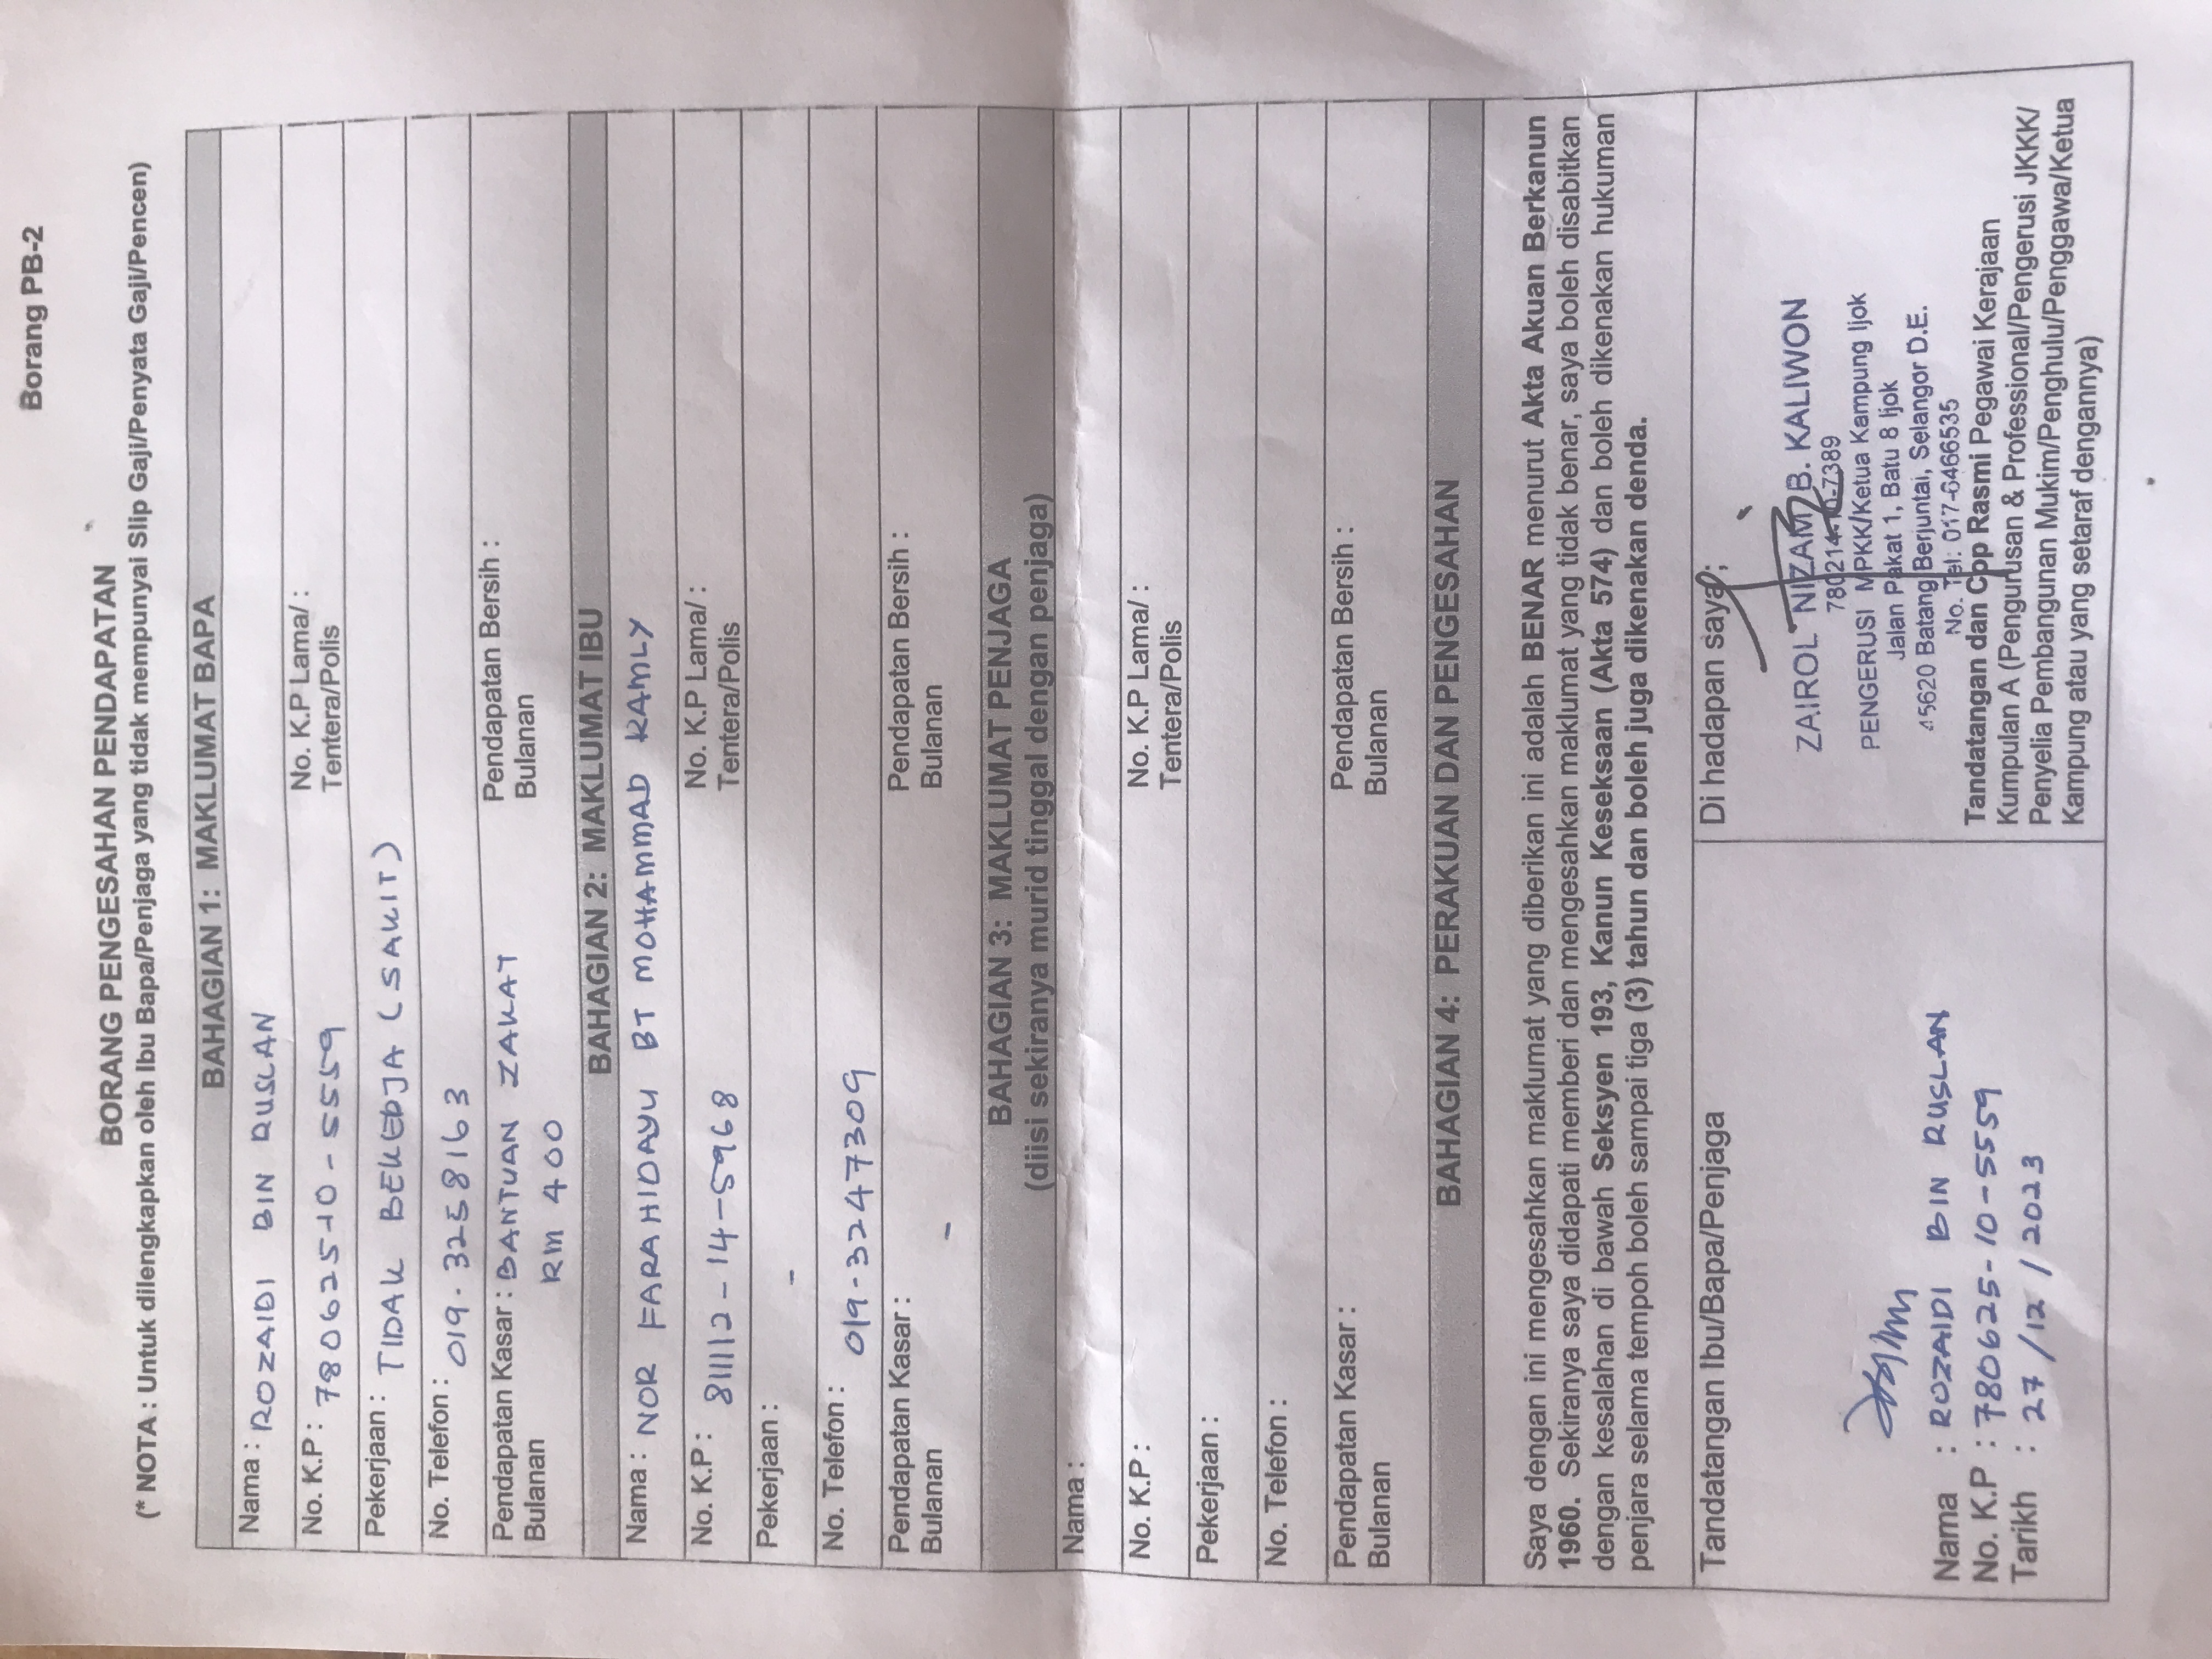 Borang PB-2
BORANG PENGESAHAN PENDAPATAN
(* NOTA : Untuk dilengkapkan oleh Ibu Bapa/Penjaga yang tidak mempunyai Slip Gaji/Penyata Gaji/Pencen)
BAHAGIAN 1: MAKLUMAT BAPA
Nama : ROZAIDI BIN RUSLAN
No. K.P : 780625-10-5559 No. K.P Lama/ :
Tentera/Polis
Pekerjaan : TIDAK BEKERJA (SAKIT)
No. Telefon : 019-3258163
Pendapatan Kasar : BANTUAN ZAKAT Pendapatan Bersih :
Bulanan RM 400 Bulanan
BAHAGIAN 2: MAKLUMAT IBU
Nama : NOR FARAHIDAYU BT MOHAMMAD RAMLY
No. K.P : 811112-14-5968 No. K.P Lama/ :
Tentera/Polis
Pekerjaan : -
No. Telefon : 019-3247309
Pendapatan Kasar : Pendapatan Bersih :
Bulanan - Bulanan
BAHAGIAN 3: MAKLUMAT PENJAGA
(diisi sekiranya murid tinggal dengan penjaga)
Nama :
No. K.P : No. K.P Lama/ :
Tentera/Polis
Pekerjaan :
No. Telefon :
Pendapatan Kasar : Pendapatan Bersih :
Bulanan Bulanan
BAHAGIAN 4: PERAKUAN DAN PENGESAHAN
Saya dengan ini mengesahkan maklumat yang diberikan ini adalah BENAR menurut Akta Akuan Berkanun
1960. Sekiranya saya didapati memberi dan mengesahkan maklumat yang tidak benar, saya boleh disabitkan
dengan kesalahan di bawah Seksyen 193, Kanun Keseksaan (Akta 574) dan boleh dikenakan hukuman
penjara selama tempoh boleh sampai tiga (3) tahun dan boleh juga dikenakan denda.
Tandatangan Ibu/Bapa/Penjaga
Nama : ROZAIDI BIN RUSLAN
No. K.P : 780625-10-5559
Tarikh : 27/12/2023
Di hadapan saya;
ZAIROL NIZAM B. KALIWON
780214-10-7389
PENGERUSI MPKK/Ketua Kampung Ijok
Jalan Pakat 1, Batu 8 Ijok
45620 Batang Berjuntai, Selangor D.E.
No. Tel: 017-6466535
Tandatangan dan Cop Rasmi Pegawai Kerajaan
Kumpulan A (Pengurusan & Professional/Pengerusi JKKK/
Penyelia Pembangunan Mukim/Penghulu/Penggawa/Ketua
Kampung atau yang setaraf dengannya)